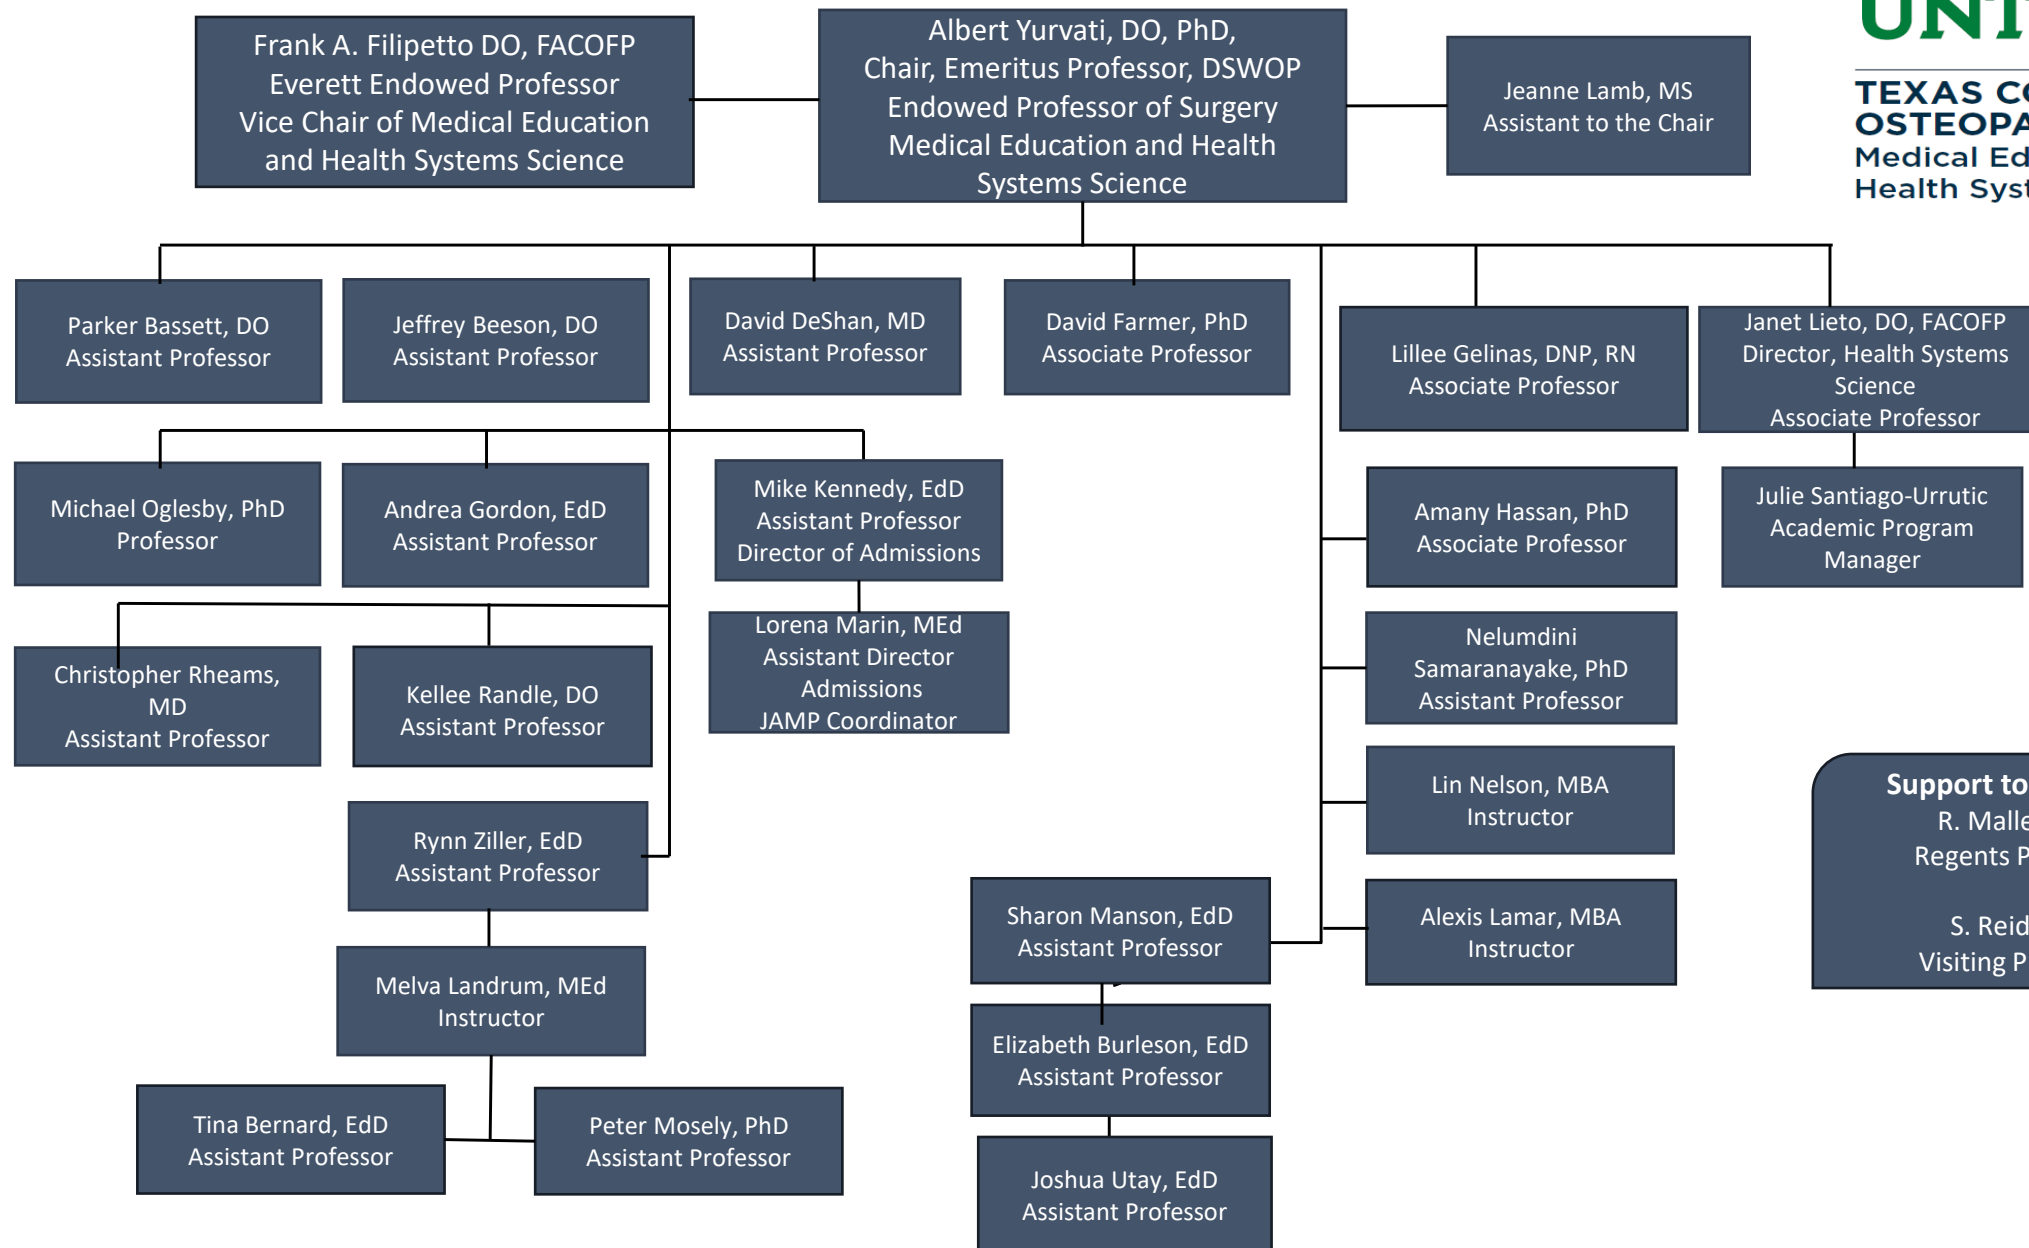 Frank A. Filipetto DO, FACOFP
Everett Endowed Professor
Vice Chair of Medical Education
and Health Systems Science
Albert Yurvati, DO, PhD,
Chair, Emeritus Professor, DSWOP
Endowed Professor of Surgery
Medical Education and Health
Systems Science
Jeanne Lamb, MS
Assistant to the Chair
TEXAS
Medical
Health
Parker Bassett, DO
Assistant Professor
Jeffrey Beeson, DO
Assistant Professor
David DeShan, MD
Assistant Professor
David Farmer, PhD
Associate Professor
Lillee Gelinas, DNP, RN
Associate Professor
Janet Lieto, DO, FACOFP
Director, Health Systems
Science
Associate Professor
Michael Oglesby, PhD
Professor
Andrea Gordon, EdD
Assistant Professor
Mike Kennedy, EdD
Assistant Professor
Director of Admissions
Amany Hassan, PhD
Associate Professor
Julie Santiago-Urrutic
Academic Program
Manager
Christopher Rheams,
MD
Assistant Professor
Kellee Randle, DO
Assistant Professor
Lorena Marin, MEd
Assistant Director
Admissions
JAMP Coordinator
Nelumdini
Samaranayake, PhD
Assistant Professor
Rynn Ziller, EdD
Assistant Professor
Lin Nelson, MBA
Instructor
Support to
R.
Regents
S. Reid
Visiting
Sharon Manson, EdD
Assistant Professor
Alexis Lamar, MBA
Instructor
Melva Landrum, MEd
Instructor
Elizabeth Burleson, EdD
Assistant Professor
Tina Bernard, EdD
Assistant Professor
Peter Mosely, PhD
Assistant Professor
Joshua Utay, EdD
Assistant Professor